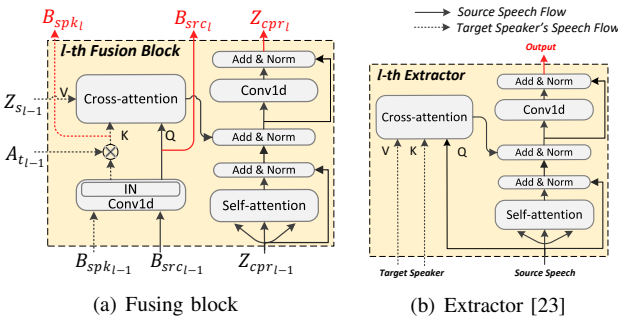 B_{spk_l} B_{src_l} Z_{cpr_l}
Source Speech Flow
Target Speaker's Speech Flow
l-th Fusion Block
Add & Norm
Conv1d
Cross-attention
V
K
Q
Z_{s_{l-1}}
A_{t_{l-1}}
Add & Norm
Add & Norm
IN
Conv1d
Self-attention
B_{spk_{l-1}} B_{src_{l-1}} Z_{cpr_{l-1}}
(a) Fusing block
Output
l-th Extractor
Add & Norm
Conv1d
Cross-attention
V
K
Q
Add & Norm
Add & Norm
Self-attention
Target Speaker
Source Speech
(b) Extractor [23]